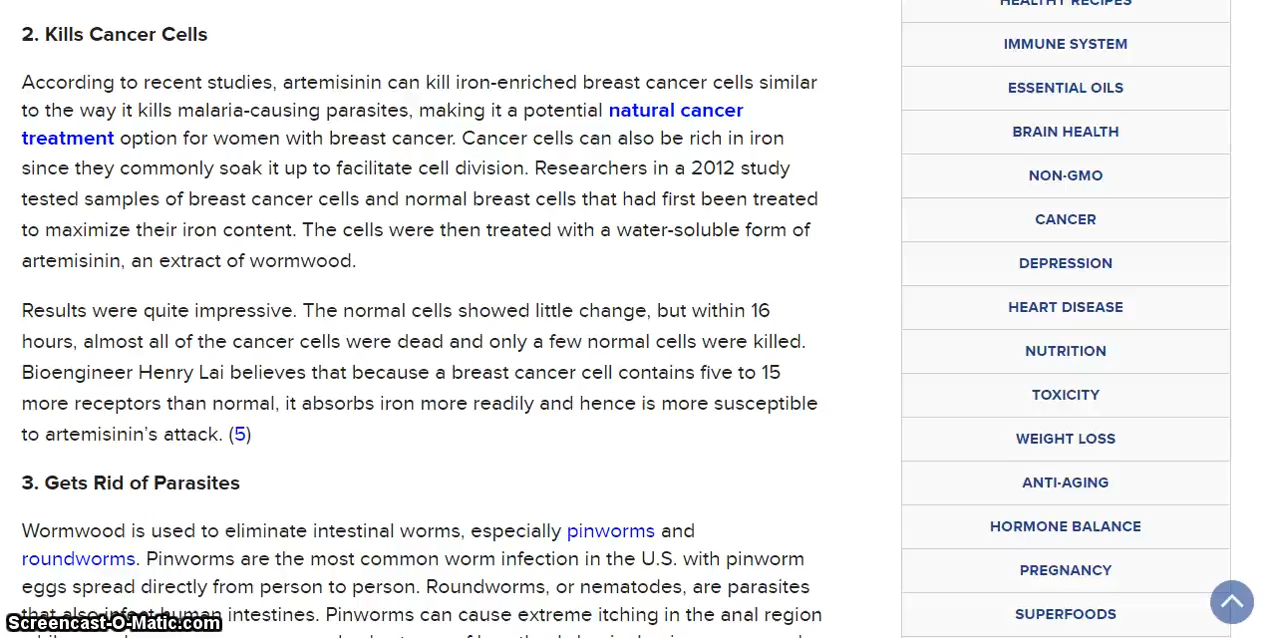 2. Kills Cancer Cells
According to recent studies, artemisinin can kill iron-enriched breast cancer cells similar
to the way it kills malaria-causing parasites, making it a potential natural cancer
treatment option for women with breast cancer. Cancer cells can also be rich in iron
since they commonly soak it up to facilitate cell division. Researchers in a 2012 study
tested samples of breast cancer cells and normal breast cells that had first been treated
to maximize their iron content. The cells were then treated with a water-soluble form of
artemisinin, an extract of wormwood.
Results were quite impressive. The normal cells showed little change, but within 16
hours, almost all of the cancer cells were dead and only a few normal cells were killed.
Bioengineer Henry Lai believes that because a breast cancer cell contains five to 15
more receptors than normal, it absorbs iron more readily and hence is more susceptible
to artemisinin's attack. (5)
3. Gets Rid of Parasites
Wormwood is used to eliminate intestinal worms, especially pinworms and
roundworms. Pinworms are the most common worm infection in the U.S. with pinworm
eggs spread directly from person to person. Roundworms, or nematodes, are parasites
that also infect human intestines. Pinworms can cause extreme itching in the anal region
Screencast-O-Matic.com
HEALTHY RECIPES
IMMUNE SYSTEM
ESSENTIAL OILS
BRAIN HEALTH
NON-GMO
CANCER
DEPRESSION
HEART DISEASE
NUTRITION
TOXICITY
WEIGHT LOSS
ANTI-AGING
HORMONE BALANCE
PREGNANCY
SUPERFOODS